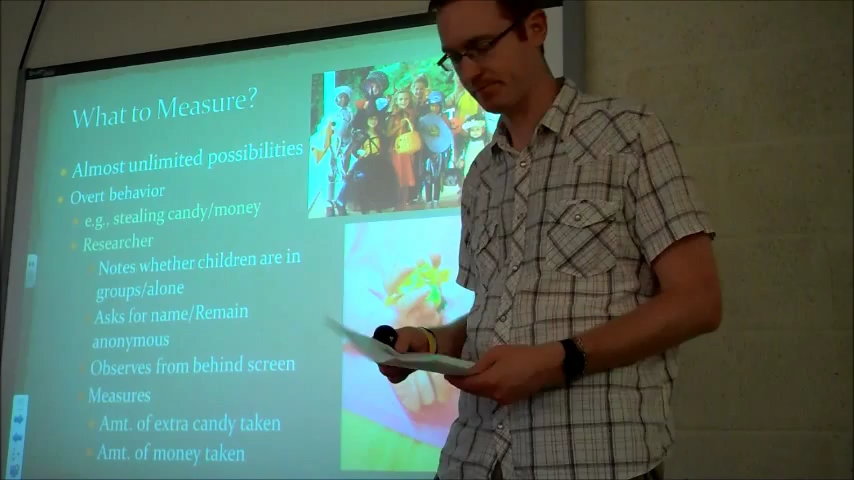 What to Measure?
Almost unlimited possibilities
Overt behavior
e.g., stealing candy/money
Researcher
Notes whether children are in
groups/alone
Asks for name/Remain
anonymous
Observes from behind screen
Measures
Amt. of extra candy taken
Amt. of money taken